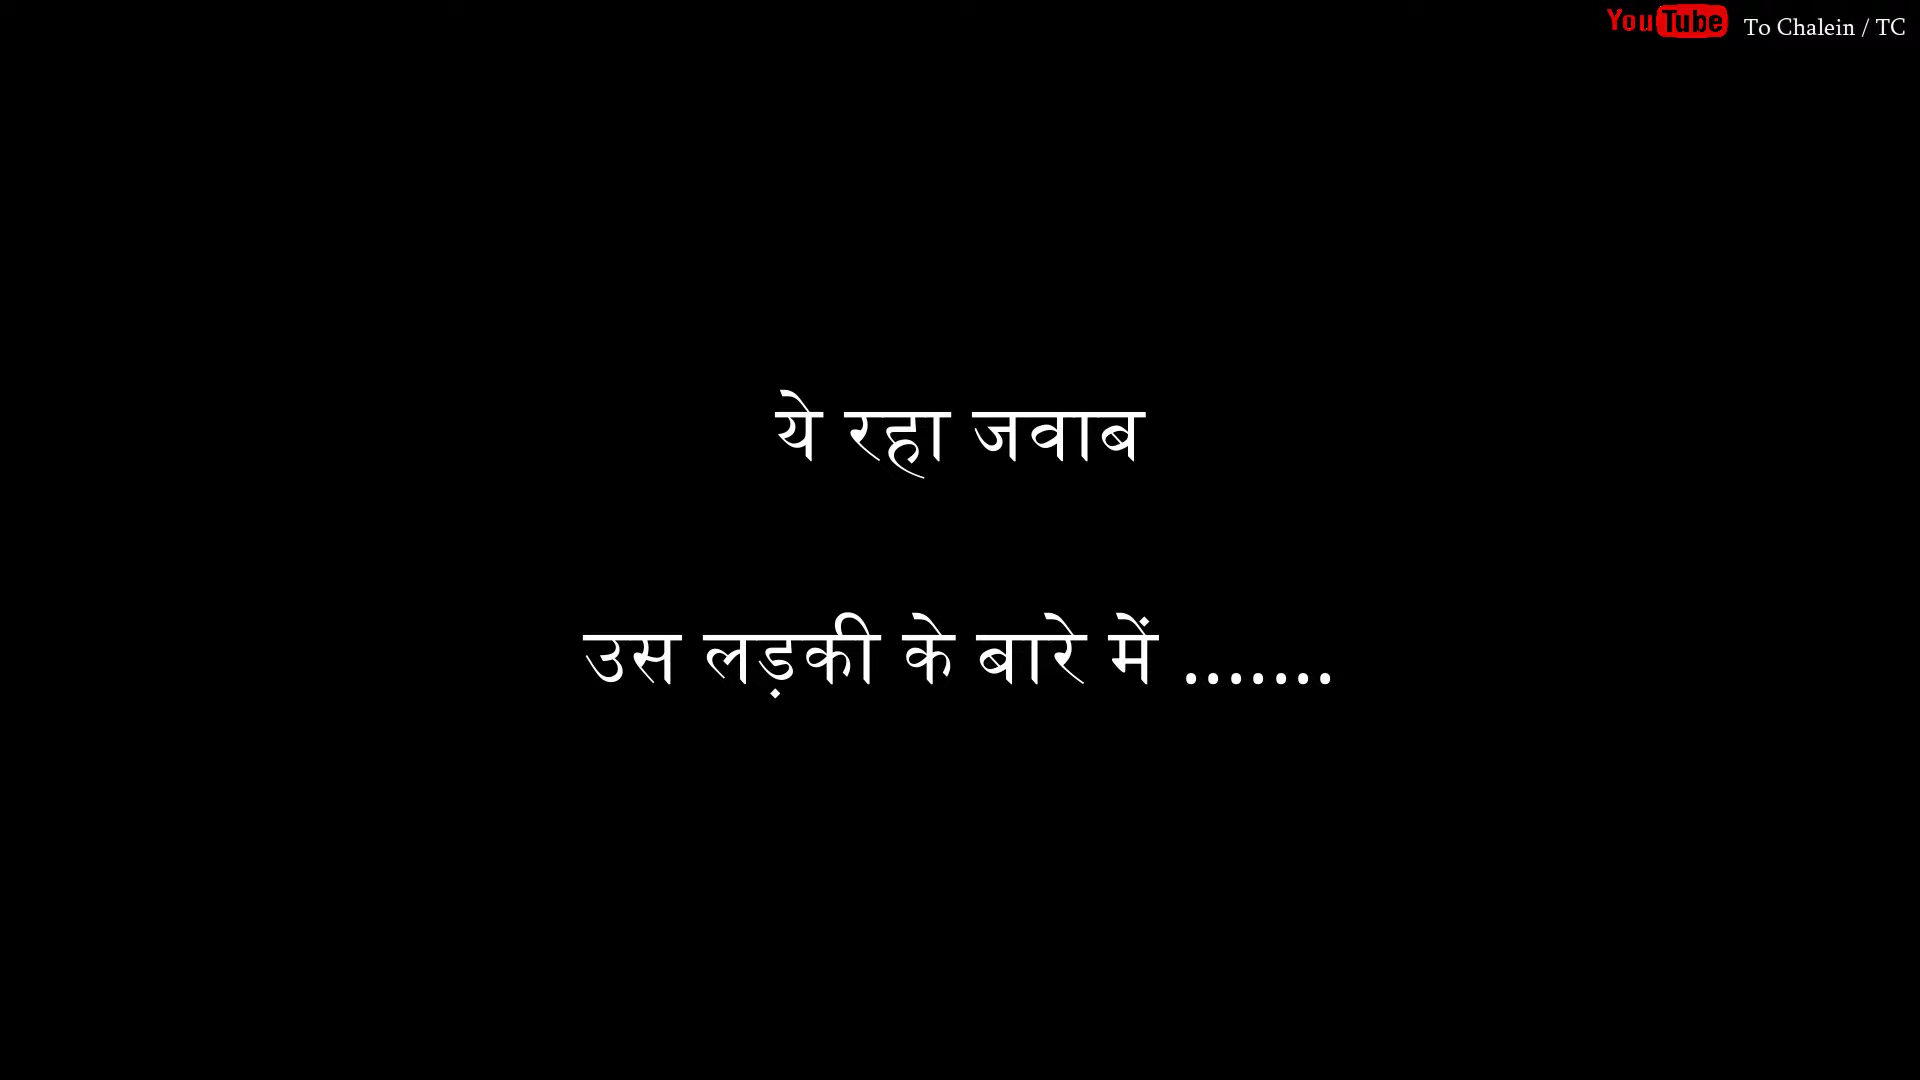 YouTube To Chalein / TC
ये रहा जवाब
उस लड़की के बारे में .......